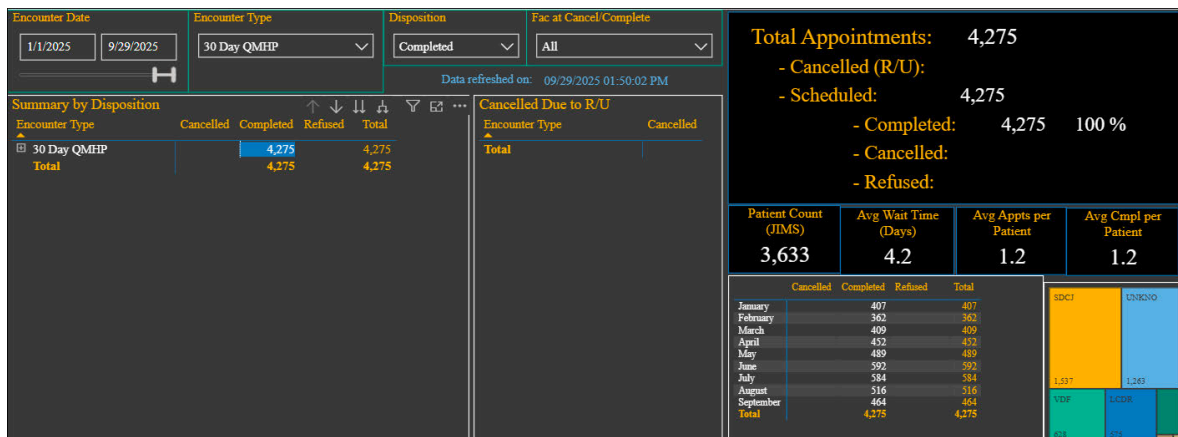 Encounter Date
1/1/2025 9/29/2025
Encounter Type
30 Day QMHP
Disposition
Completed
Fac at Cancel/Complete
All
Data refreshed on: 09/29/2025 01:50:02 PM
Summary by Disposition
Encounter Type Cancelled Completed Refused Total
30 Day QMHP 4,275 4,275
Total 4,275 4,275
Cancelled Due to R/U
Encounter Type Cancelled
Total
Total Appointments: 4,275
- Cancelled (R/U):
- Scheduled: 4,275
- Completed: 4,275 100 %
- Cancelled:
- Refused:
Patient Count
(JIMS)
3,633
Avg Wait Time
(Days)
4.2
Avg Appts per
Patient
1.2
Avg Cmpl per
Patient
1.2
Cancelled Completed Refused Total
January 407 407
February 362 362
March 409 409
April 452 452
May 489 489
June 592 592
July 584 584
August 516 516
September 464 464
Total 4,275 4,275
SDCJ UNKNO
1,537 1,263
VDF LCDR